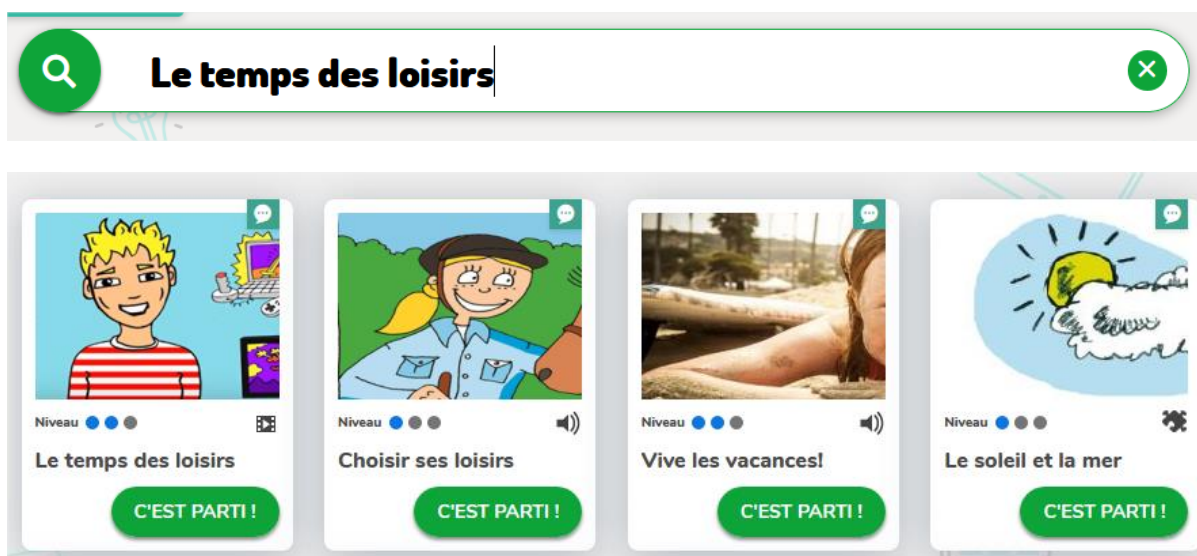 Le temps des loisirs
Niveau
Le temps des loisirs
C'EST PARTI !
Niveau
Choisir ses loisirs
C'EST PARTI !
Niveau
Vive les vacances!
C'EST PARTI !
Niveau
Le soleil et la mer
C'EST PARTI !